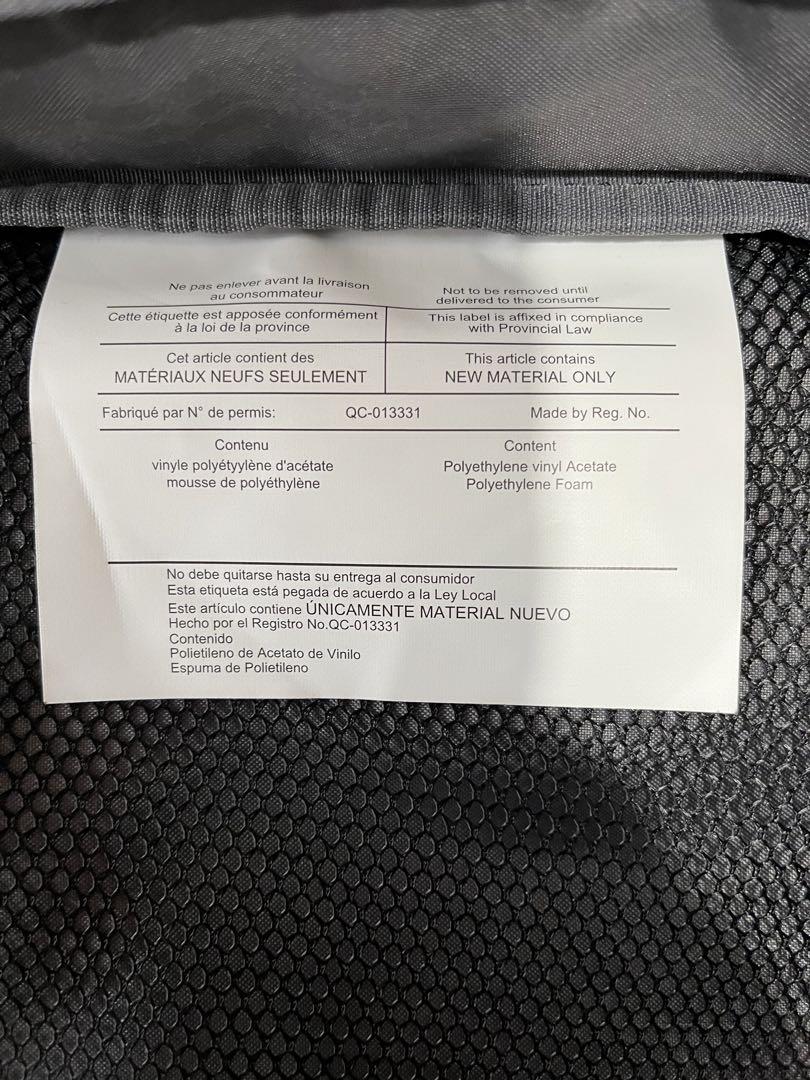 Ne pas enlever avant la livraison
au consommateur
Not to be removed until
delivered to the consumer
Cette étiquette est apposée conformément
à la loi de la province
This label is affixed in compliance
with Provincial Law
Cet article contient des
MATÉRIAUX NEUFS SEULEMENT
This article contains
NEW MATERIAL ONLY
Fabriqué par N° de permis: QC-013331 Made by Reg. No.
Contenu
vinyle polyétyylène d'acétate
mousse de polyéthylène
Content
Polyethylene vinyl Acetate
Polyethylene Foam
No debe quitarse hasta su entrega al consumidor
Esta etiqueta está pegada de acuerdo a la Ley Local
Este artículo contiene ÚNICAMENTE MATERIAL NUEVO
Hecho por el Registro No.QC-013331
Contenido
Polietileno de Acetato de Vinilo
Espuma de Polietileno